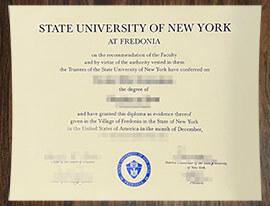 STATE UNIVERSITY OF NEW YORK
AT FREDONIA
on the recommendation of the Faculty
and by virtue of the authority vested in them
the Trustees of the State University of New York have conferred on
the degree of
and have granted this diploma as evidence thereof
given in the Village of Fredonia in the State of New York
in the United States of America in the month of December,